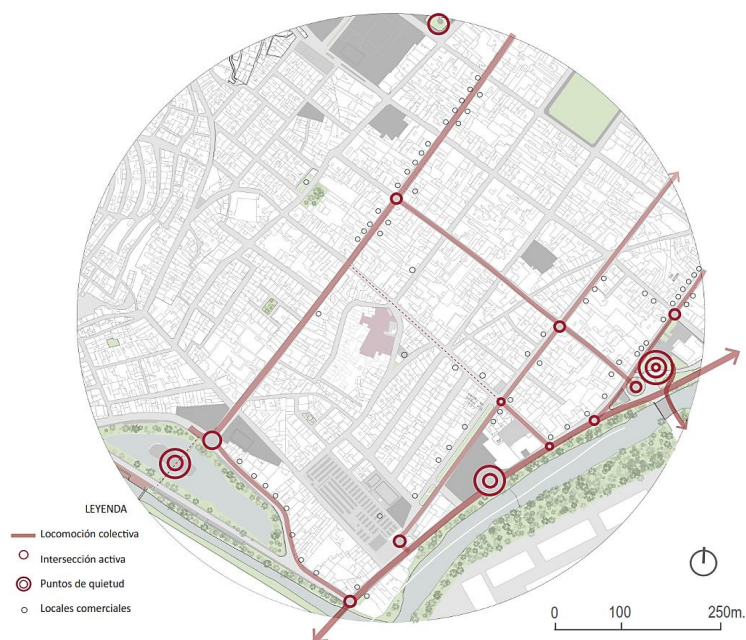 LEYENDA
Locomoción colectiva
Intersección activa
Puntos de quietud
Locales comerciales
0 100 250m.